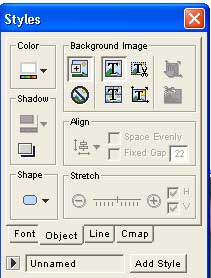 Styles
Color
Background Image
Shadow
Align
Space Evenly
Fixed Gap 22
Shape
Stretch
H
V
Font Object Line Cmap
Unnamed Add Style